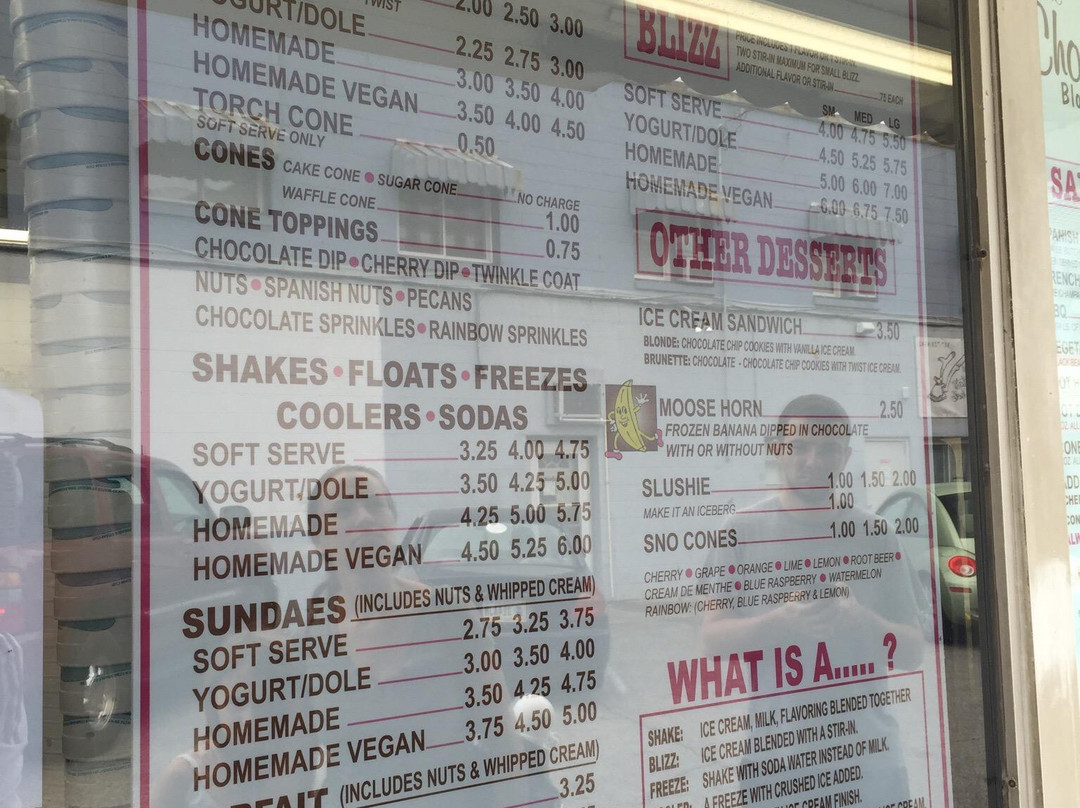 TWIST 2.00 2.50 3.00
YOGURT/DOLE 2.25 2.75 3.00
HOMEMADE 3.00 3.50 4.00
HOMEMADE VEGAN 3.50 4.00 4.50
TORCH CONE 0.50
SOFT SERVE ONLY
CONES CAKE CONE • SUGAR CONE NO CHARGE
WAFFLE CONE 1.00
CONE TOPPINGS 0.75
CHOCOLATE DIP • CHERRY DIP • TWINKLE COAT
NUTS • SPANISH NUTS • PECANS
CHOCOLATE SPRINKLES • RAINBOW SPRINKLES
SHAKES • FLOATS • FREEZES
COOLERS • SODAS
SOFT SERVE 3.25 4.00 4.75
YOGURT/DOLE 3.50 4.25 5.00
HOMEMADE 4.25 5.00 5.75
HOMEMADE VEGAN 4.50 5.25 6.00
SUNDAES (INCLUDES NUTS & WHIPPED CREAM)
SOFT SERVE 2.75 3.25 3.75
YOGURT/DOLE 3.00 3.50 4.00
HOMEMADE 3.50 4.25 4.75
HOMEMADE VEGAN 3.75 4.50 5.00
(INCLUDES NUTS & WHIPPED CREAM)
3.25
BLIZZ
PRICE INCLUDES 1 FLAVOR OR 1 STIR-IN.
TWO STIR-IN MAXIMUM FOR SMALL BLIZZ.
ADDITIONAL FLAVOR OR STIR-IN .75 EACH
SM MED LG
SOFT SERVE 4.00 4.75 5.50
YOGURT/DOLE 4.50 5.25 5.75
HOMEMADE 5.00 6.00 7.00
HOMEMADE VEGAN 6.00 6.75 7.50
OTHER DESSERTS
ICE CREAM SANDWICH 3.50
BLONDE: CHOCOLATE CHIP COOKIES WITH VANILLA ICE CREAM.
BRUNETTE: CHOCOLATE - CHOCOLATE CHIP COOKIES WITH TWIST ICE CREAM.
MOOSE HORN 2.50
FROZEN BANANA DIPPED IN CHOCOLATE
WITH OR WITHOUT NUTS
SLUSHIE 1.00 1.50 2.00
MAKE IT AN ICEBERG 1.00
SNO CONES 1.00 1.50 2.00
CHERRY • GRAPE • ORANGE • LIME • LEMON • ROOT BEER •
CREAM DE MENTHE • BLUE RASPBERRY • WATERMELON
RAINBOW: (CHERRY, BLUE RASPBERRY & LEMON)
WHAT IS A..... ?
SHAKE: ICE CREAM, MILK, FLAVORING BLENDED TOGETHER
BLIZZ: ICE CREAM BLENDED WITH A STIR-IN.
FREEZE: SHAKE WITH SODA WATER INSTEAD OF MILK.
A FREEZE WITH CRUSHED ICE ADDED.
ICE CREAM FINISH.